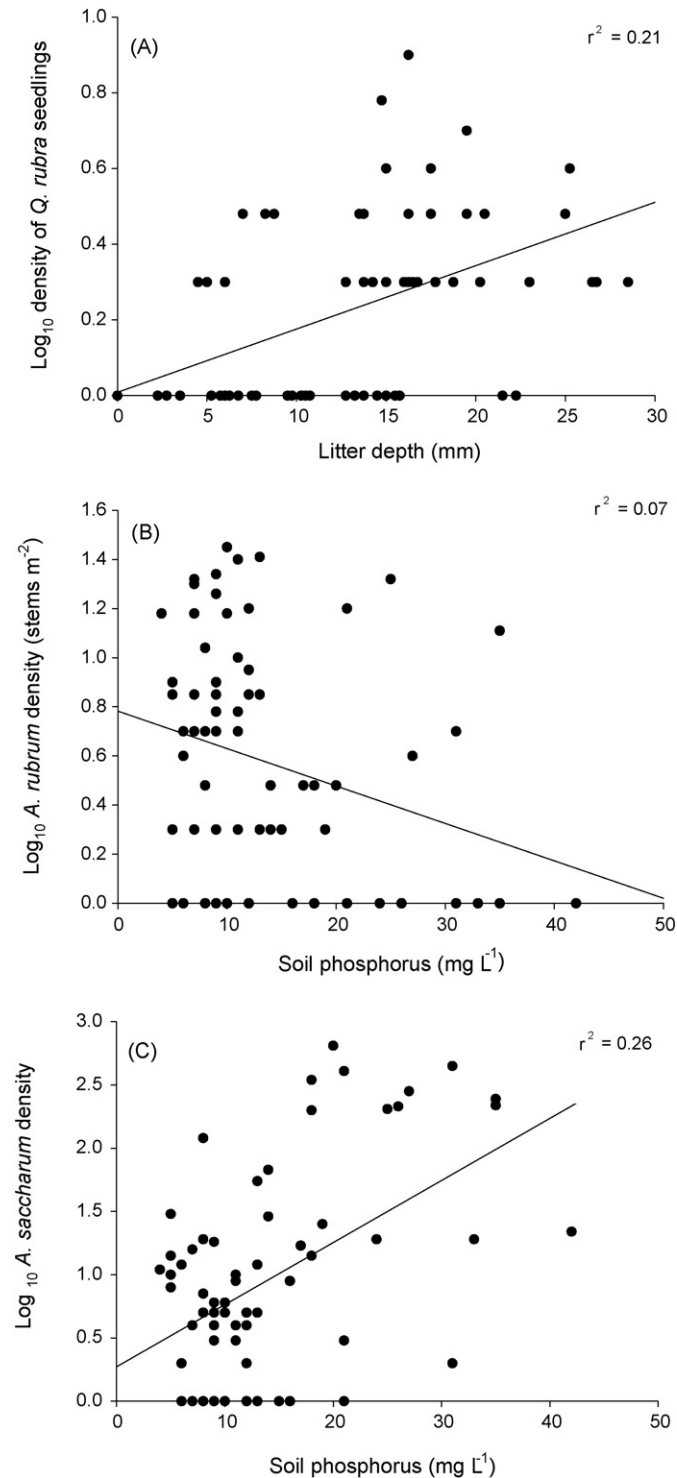 (A)
r² = 0.21
Log₁₀ density of Q. rubra seedlings
1.0
0.8
0.6
0.4
0.2
0.0
0 5 10 15 20 25 30
Litter depth (mm)
(B)
r² = 0.07
Log₁₀ A. rubrum density (stems m⁻²)
1.6
1.4
1.2
1.0
0.8
0.6
0.4
0.2
0.0
0 10 20 30 40 50
Soil phosphorus (mg L⁻¹)
(C)
r² = 0.26
Log ₁₀ A. saccharum density
3.0
2.5
2.0
1.5
1.0
0.5
0.0
0 10 20 30 40 50
Soil phosphorus (mg L⁻¹)